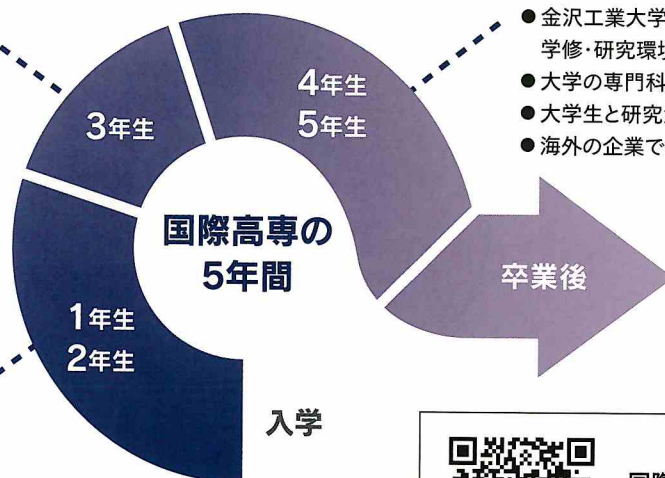 ● 金沢工業大学
学修・研究環境
● 大学の専門科
● 大学生と研究
● 海外の企業で
4年生
5年生
3年生
国際高専の
5年間
1年生
2年生
卒業後
入学
国際